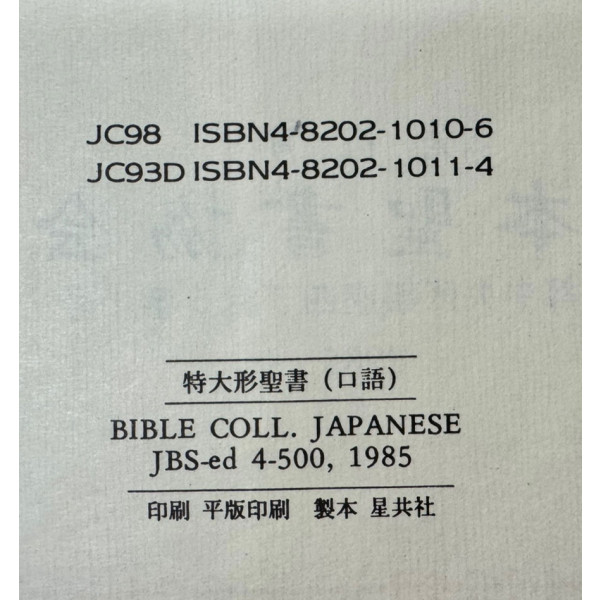 JC98 ISBN4-8202-1010-6
JC93D ISBN4-8202-1011-4
特大形聖書（口語）
BIBLE COLL. JAPANESE
JBS-ed 4-500, 1985
印刷 平版印刷 製本 星共社